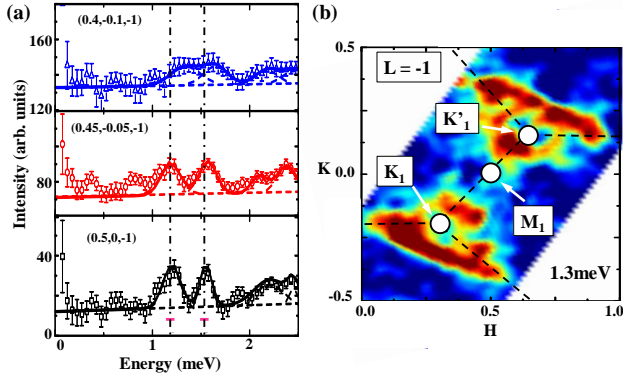 (a)
(0.4,-0.1,-1)
160
140
120
(0.45,-0.05,-1)
80
(0.5,0,-1)
40
20
0
0
1
2
Energy (meV)
Intensity (arb. units)
(b)
0.5
0.0
-0.5
K
L = -1
K'1
K1
M1
1.3meV
0.0
0.5
1.0
H